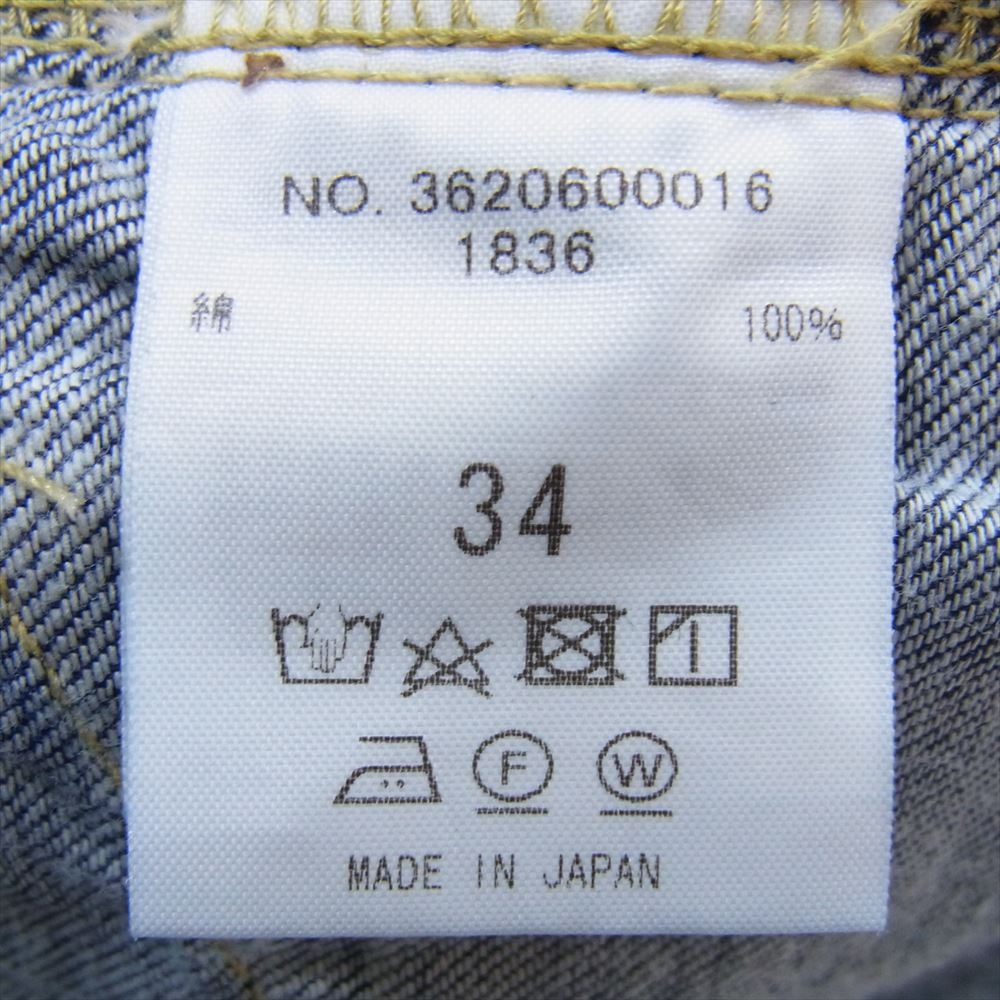 NO. 3620600016
1836
綿 100%
34
F W
MADE IN JAPAN